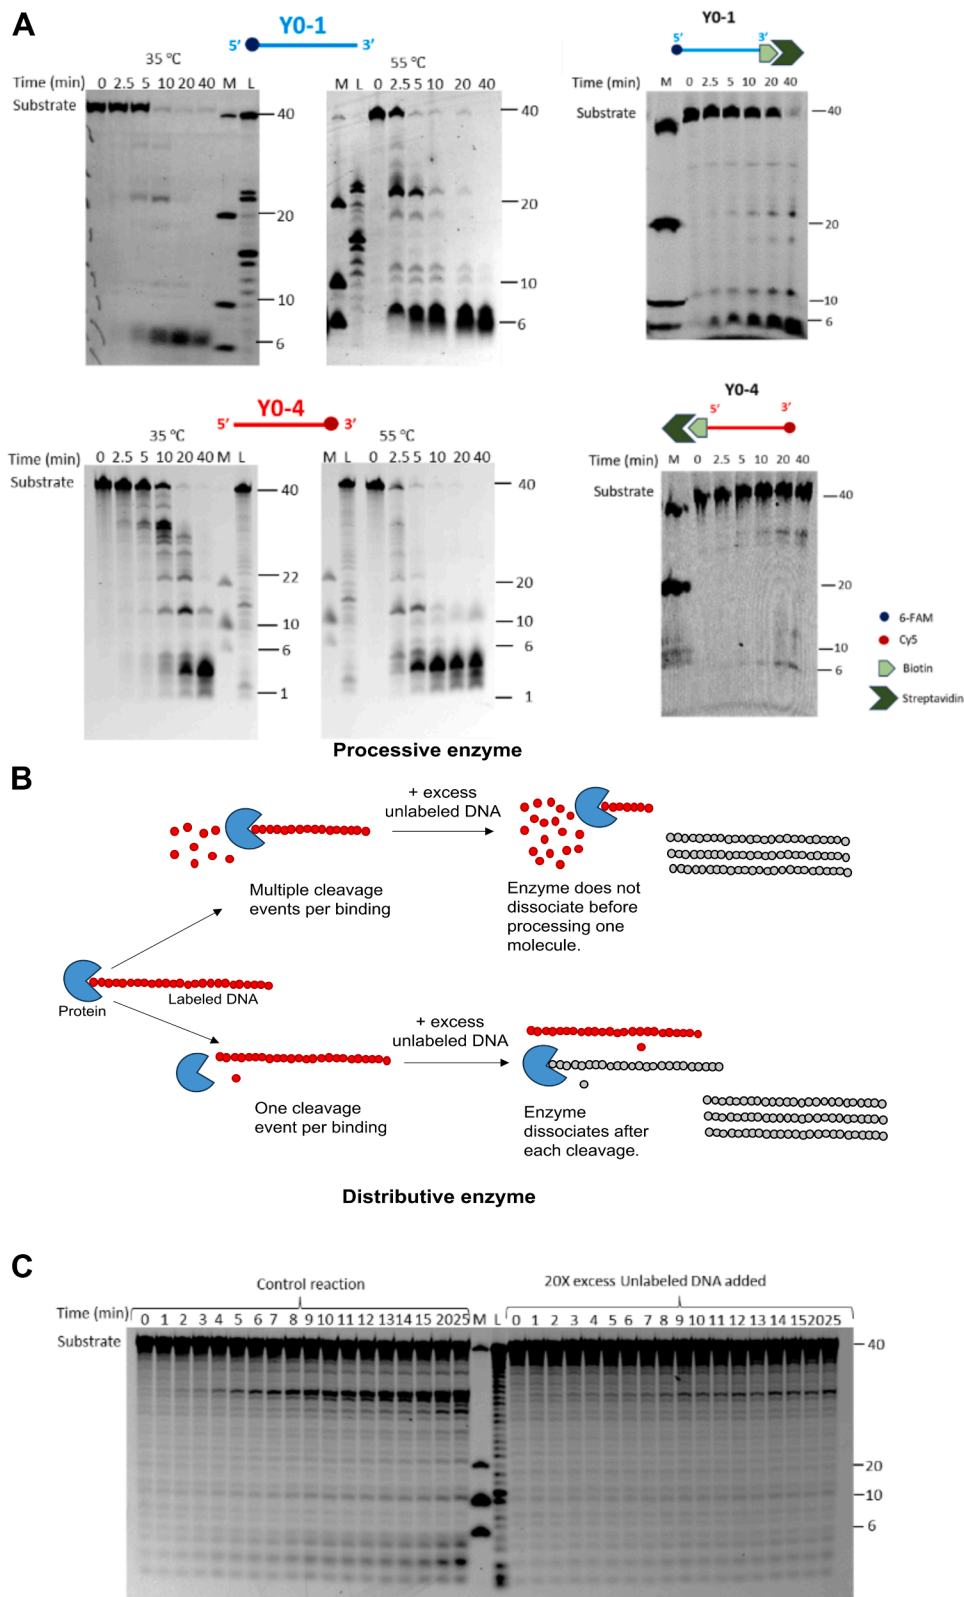 A
Y0-1
5′ 3′
35 °C
55 °C
Time (min) 0 2.5 5 10 20 40 M L
M L 0 2.5 5 10 20 40
Substrate
40
20
10
6
40
20
10
6
Y0-1
5′ 3′
Time (min) M 0 2.5 5 10 20 40
Substrate
40
20
10
6
Y0-4
5′ 3′
35 °C
55 °C
Time (min) 0 2.5 5 10 20 40 M L
M L 0 2.5 5 10 20 40
Substrate
40
22
10
6
1
40
20
10
6
1
Y0-4
5′ 3′
Time (min) M 0 2.5 5 10 20 40
Substrate
40
20
10
6
6-FAM
Cy5
Biotin
Streptavidin
Processive enzyme
B
+ excess
unlabeled DNA
Multiple cleavage
events per binding
Enzyme does not
dissociate before
processing one
molecule.
Protein
Labeled DNA
+ excess
unlabeled DNA
One cleavage
event per binding
Enzyme
dissociates after
each cleavage.
Distributive enzyme
C
Control reaction
20X excess Unlabeled DNA added
Time (min) 0 1 2 3 4 5 6 7 8 9 10 11 12 13 14 15 20 25 M L 0 1 2 3 4 5 6 7 8 9 10 11 12 13 14 15 20 25
Substrate
40
20
10
6